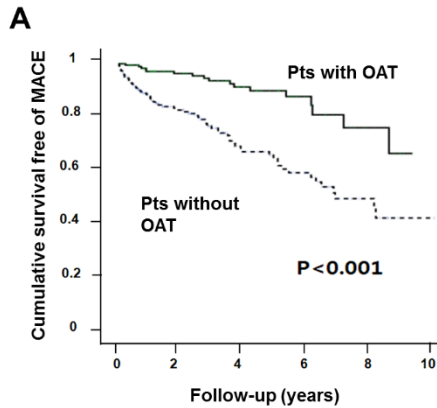 A
Cumulative survival free of MACE
1
0.8
0.6
0.4
0.2
0
Pts with OAT
Pts without
OAT
P<0.001
0 2 4 6 8 10
Follow-up (years)